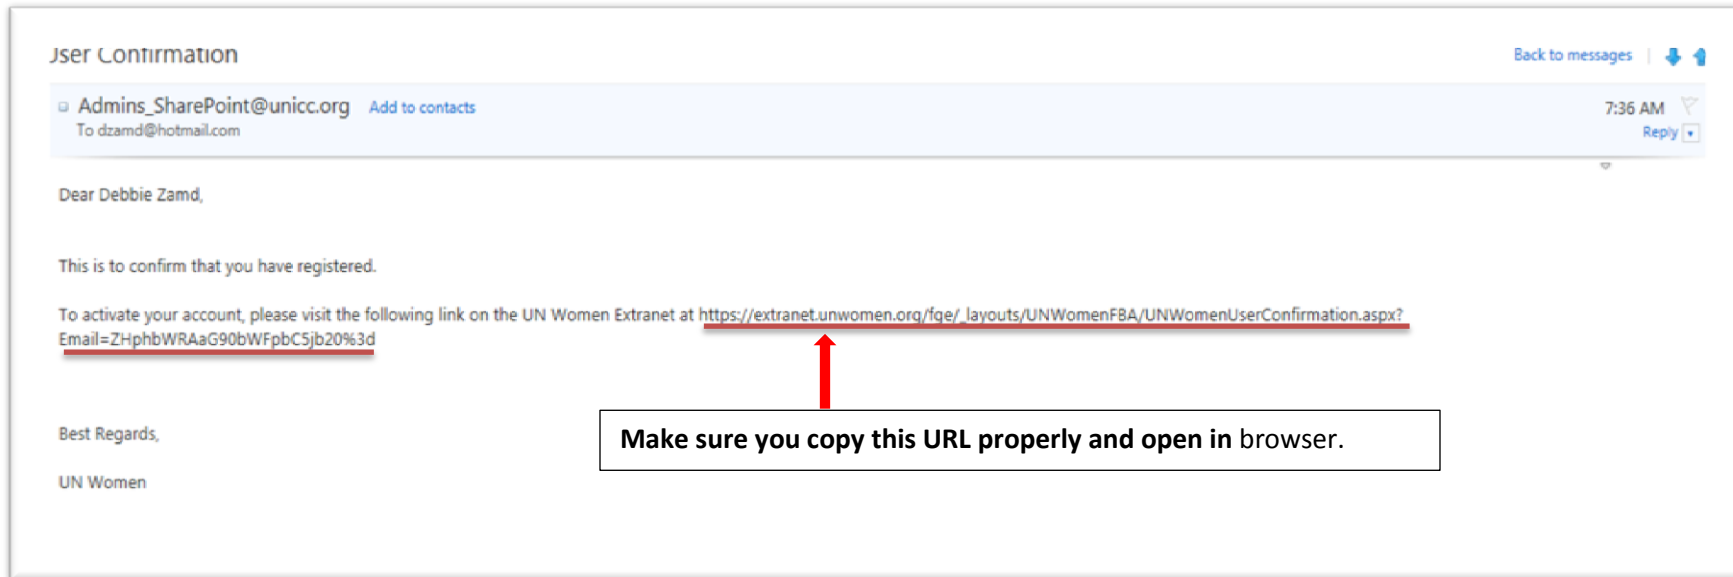 User Confirmation
Back to messages
Admins_SharePoint@unicc.org Add to contacts
7:36 AM
To dzamd@hotmail.com
Reply
Dear Debbie Zamd,
This is to confirm that you have registered.
To activate your account, please visit the following link on the UN Women Extranet at https://extranet.unwomen.org/fge/_layouts/UNWomenFBA/UNWomenUserConfirmation.aspx?
Email=ZHphbWRAaG90bWFpbC5jb20%3d
Make sure you copy this URL properly and open in browser.
Best Regards,
UN Women